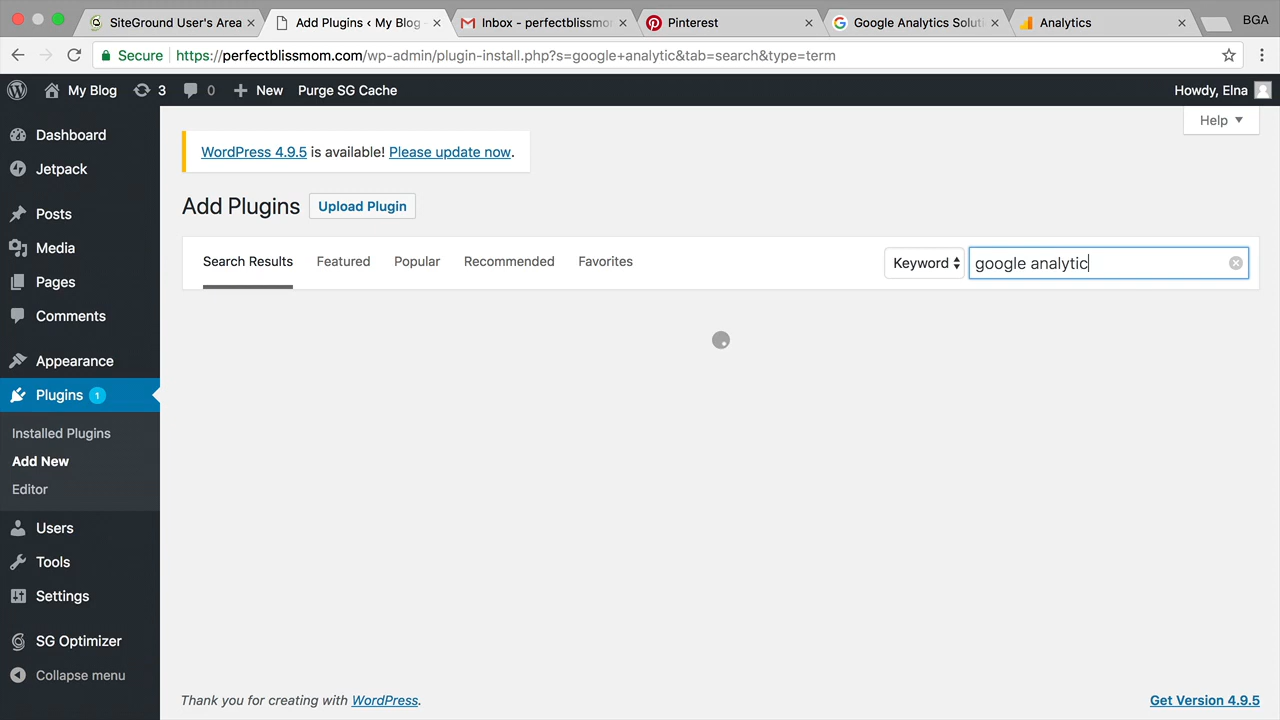 SiteGround User's Area
Add Plugins ‹ My Blog -
Inbox - perfectblissmo
Pinterest
Google Analytics Soluti
Analytics
BGA
Secure https://perfectblissmom.com/wp-admin/plugin-install.php?s=google+analytic&tab=search&type=term
My Blog 3 0 New Purge SG Cache Howdy, Elna
Help
Dashboard
Jetpack
Posts
Media
Pages
Comments
Appearance
Plugins 1
Installed Plugins
Add New
Editor
Users
Tools
Settings
SG Optimizer
Collapse menu
WordPress 4.9.5 is available! Please update now.
Add Plugins Upload Plugin
Search Results Featured Popular Recommended Favorites Keyword google analytic
Thank you for creating with WordPress. Get Version 4.9.5